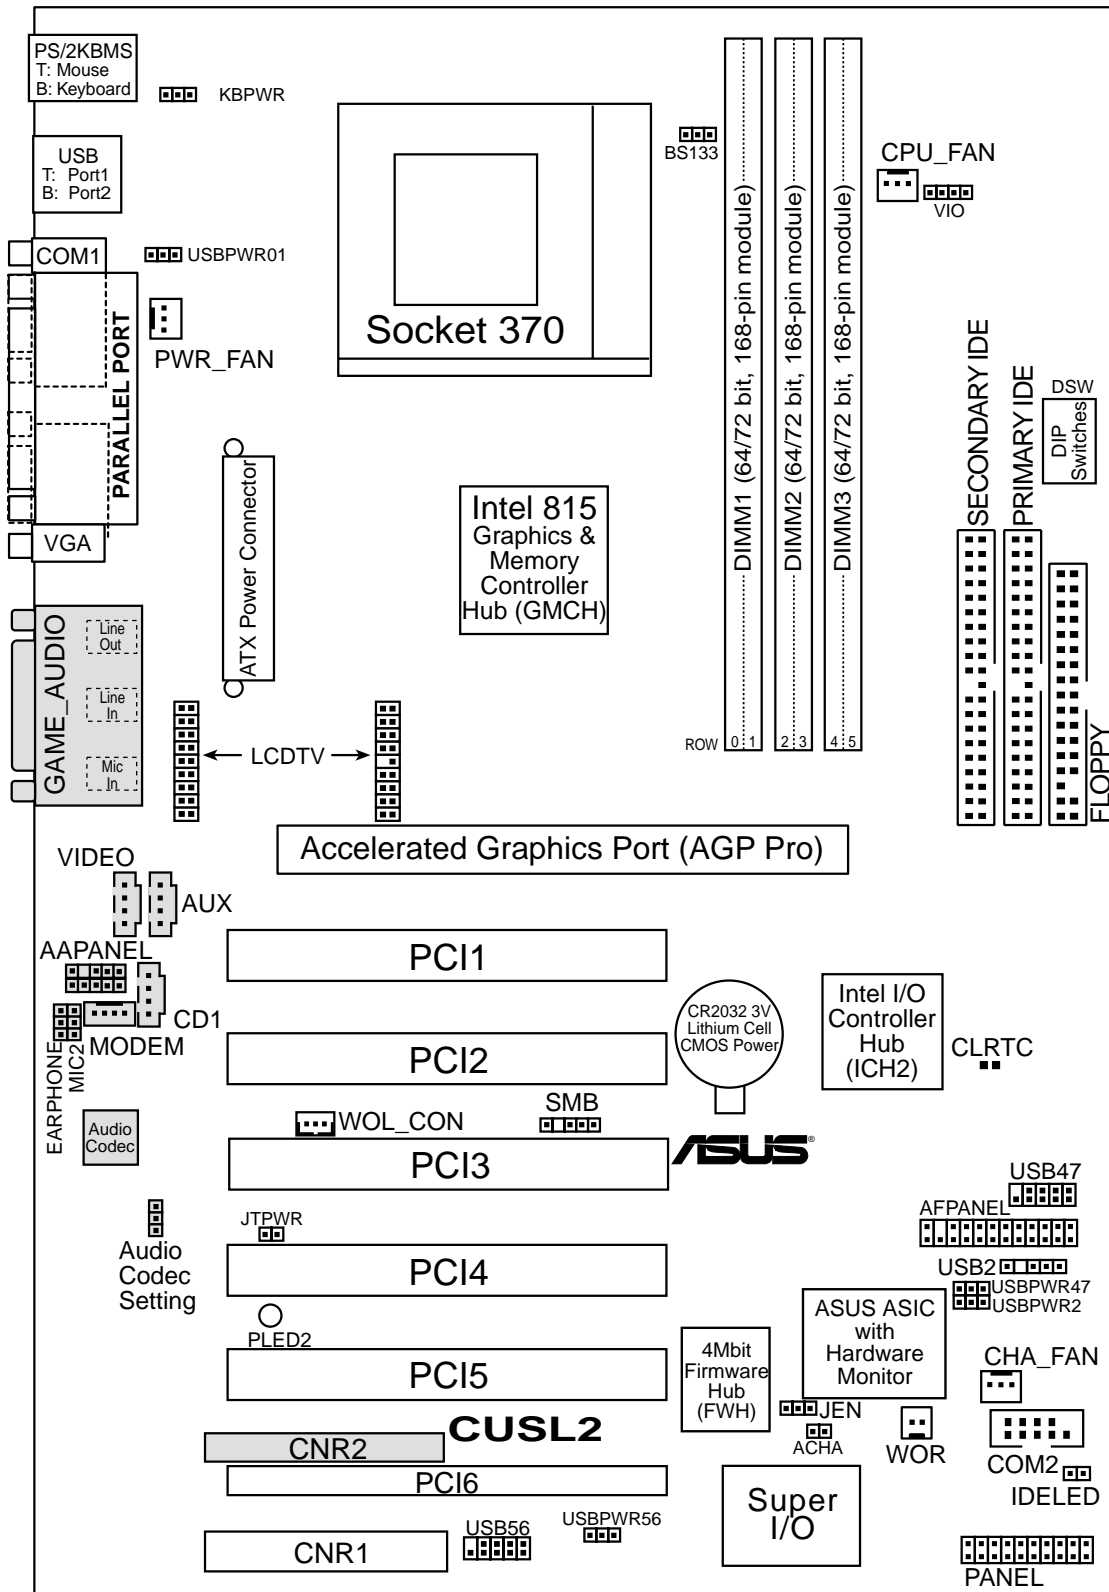 PS/2KBMS
T: Mouse
B: Keyboard
KBPWR
USB
T: Port1
B: Port2
COM1
USBPWR01
PARALLEL PORT
PWR_FAN
VGA
Socket 370
BS133
DIMM1 (64/72 bit, 168-pin module)
DIMM2 (64/72 bit, 168-pin module)
DIMM3 (64/72 bit, 168-pin module)
CPU_FAN
VIO
SECONDARY IDE
PRIMARY IDE
DSW
DIP
Switches
FLOPPY
ATX Power Connector
Intel 815
Graphics &
Memory
Controller
Hub (GMCH)
GAME_AUDIO
Line
Out
Line
In
Mic
In
LCDTV
ROW 0 1 2 3 4 5
Accelerated Graphics Port (AGP Pro)
VIDEO
AUX
AAPANEL
CD1
MODEM
EARPHONE
MIC2
Audio
Codec
PCI1
PCI2
CR2032 3V
Lithium Cell
CMOS Power
Intel I/O
Controller
Hub
(ICH2)
CLRTC
WOL_CON
SMB
PCI3
ASUS®
USB47
AFPANEL
JTPWR
Audio
Codec
Setting
PCI4
USB2
USBPWR47
USBPWR2
PLED2
PCI5
4Mbit
Firmware
Hub
(FWH)
ASUS ASIC
with
Hardware
Monitor
CHA_FAN
JEN
ACHA
WOR
COM2
IDELED
CUSL2
CNR2
PCI6
Super
I/O
USB56
USBPWR56
CNR1
PANEL